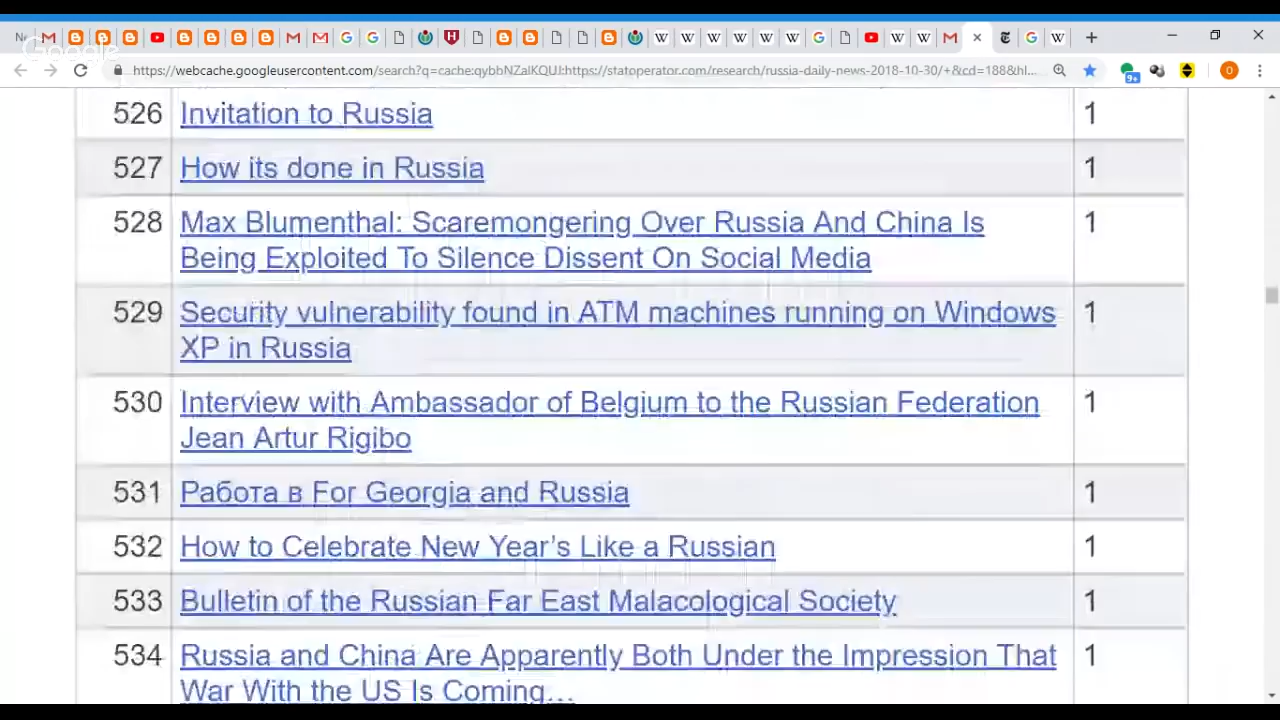 Google
https://webcache.googleusercontent.com/search?q=cache:qybbNZalKQUJ:https://statoperator.com/research/russia-daily-news-2018-10-30/+&cd=188&hl...
9+
O
526 Invitation to Russia 1
527 How its done in Russia 1
528 Max Blumenthal: Scaremongering Over Russia And China Is 1
Being Exploited To Silence Dissent On Social Media
529 Security vulnerability found in ATM machines running on Windows 1
XP in Russia
530 Interview with Ambassador of Belgium to the Russian Federation 1
Jean Artur Rigibo
531 Работа в For Georgia and Russia 1
532 How to Celebrate New Year’s Like a Russian 1
533 Bulletin of the Russian Far East Malacological Society 1
534 Russia and China Are Apparently Both Under the Impression That 1
War With the US Is Coming…